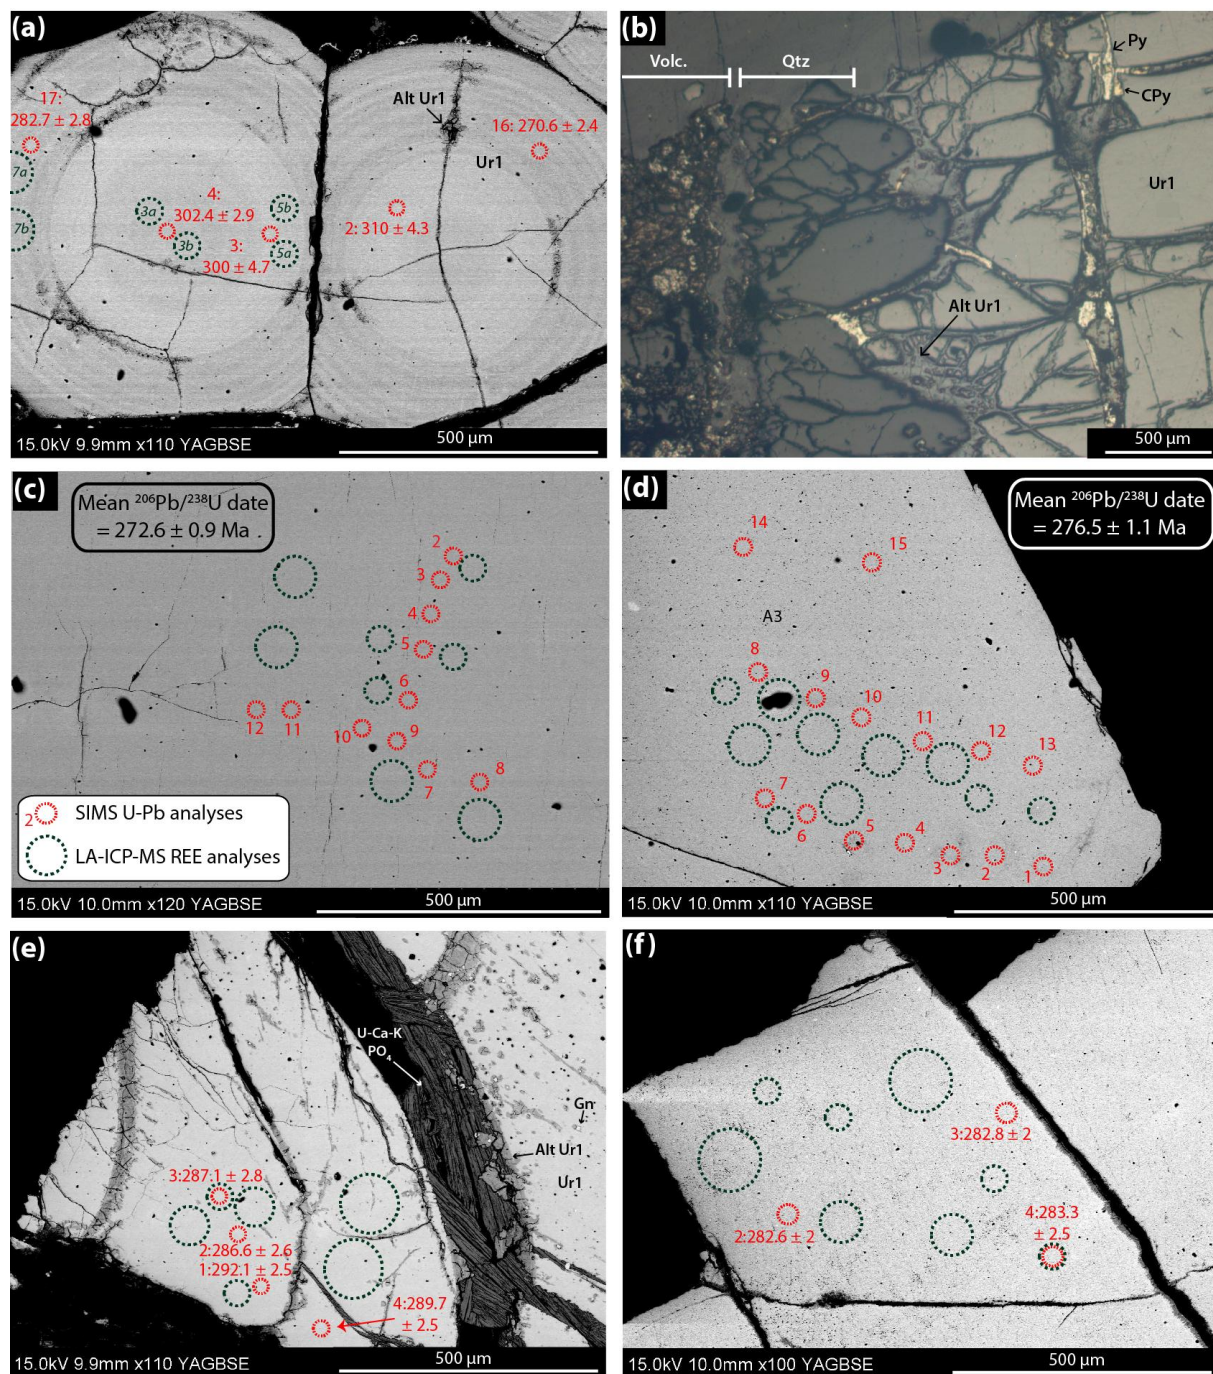 (a)
17:
282.7 ± 2.8
7a
7b
3a
4:
302.4 ± 2.9
3b
3:
300 ± 4.7
5b
5a
Alt Ur1
Ur1
16: 270.6 ± 2.4
2: 310 ± 4.3
15.0kV 9.9mm x110 YAGBSE
500 µm
(b)
Volc.
Qtz
Py
CPy
Ur1
Alt Ur1
500 µm
(c)
Mean ²⁰⁶Pb/²³⁸U date
= 272.6 ± 0.9 Ma
2
3
4
5
6
12
11
10
9
7
8
2
SIMS U-Pb analyses
LA-ICP-MS REE analyses
15.0kV 10.0mm x120 YAGBSE
500 µm
(d)
Mean ²⁰⁶Pb/²³⁸U date
= 276.5 ± 1.1 Ma
14
15
A3
8
9
10
11
12
13
7
6
5
4
3
2
1
15.0kV 10.0mm x110 YAGBSE
500 µm
(e)
U-Ca-K
PO₄
Gn
Alt Ur1
Ur1
3:287.1 ± 2.8
2:286.6 ± 2.6
1:292.1 ± 2.5
4:289.7
± 2.5
15.0kV 9.9mm x110 YAGBSE
500 µm
(f)
3:282.8 ± 2
2:282.6 ± 2
4:283.3
± 2.5
15.0kV 10.0mm x100 YAGBSE
500 µm